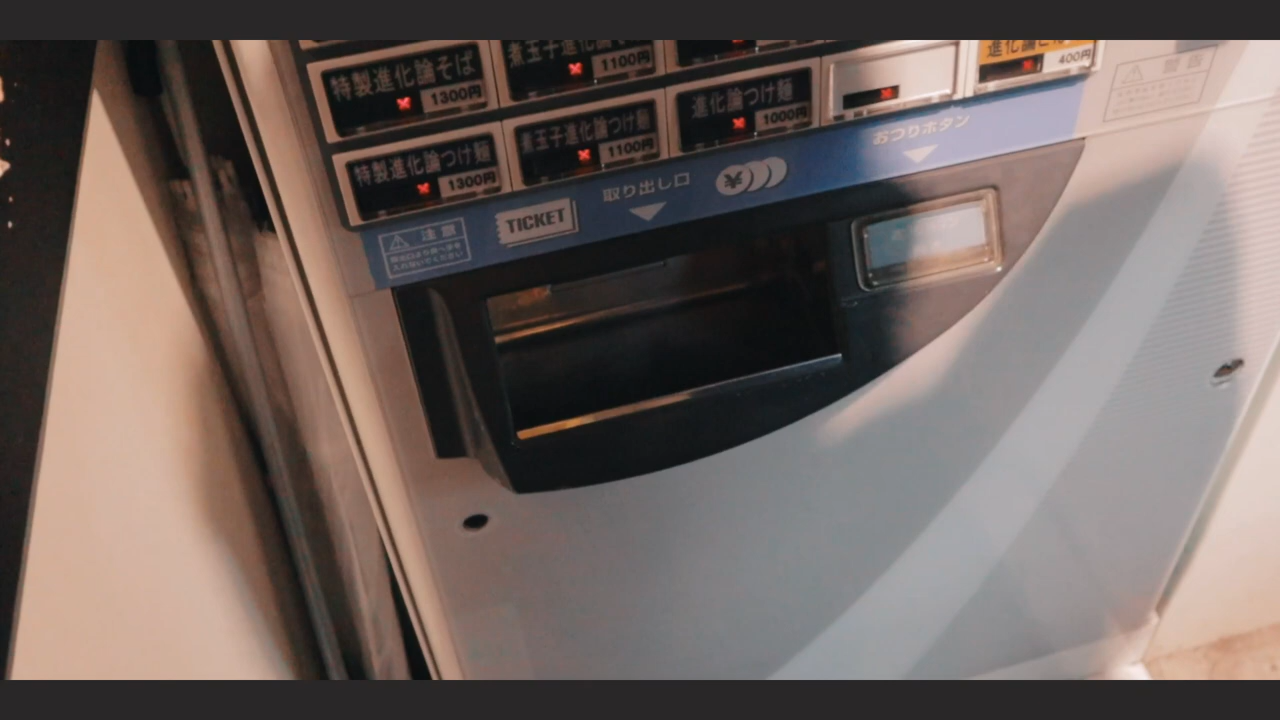 特製進化論そば
1300円
煮玉子進化論そ
1100円
進化論
400円
特製進化論つけ麺
1300円
煮玉子進化論つけ麺
1100円
進化論つけ麺
1000円
警告
注意
TICKET
取り出し口
¥
おつりボタン